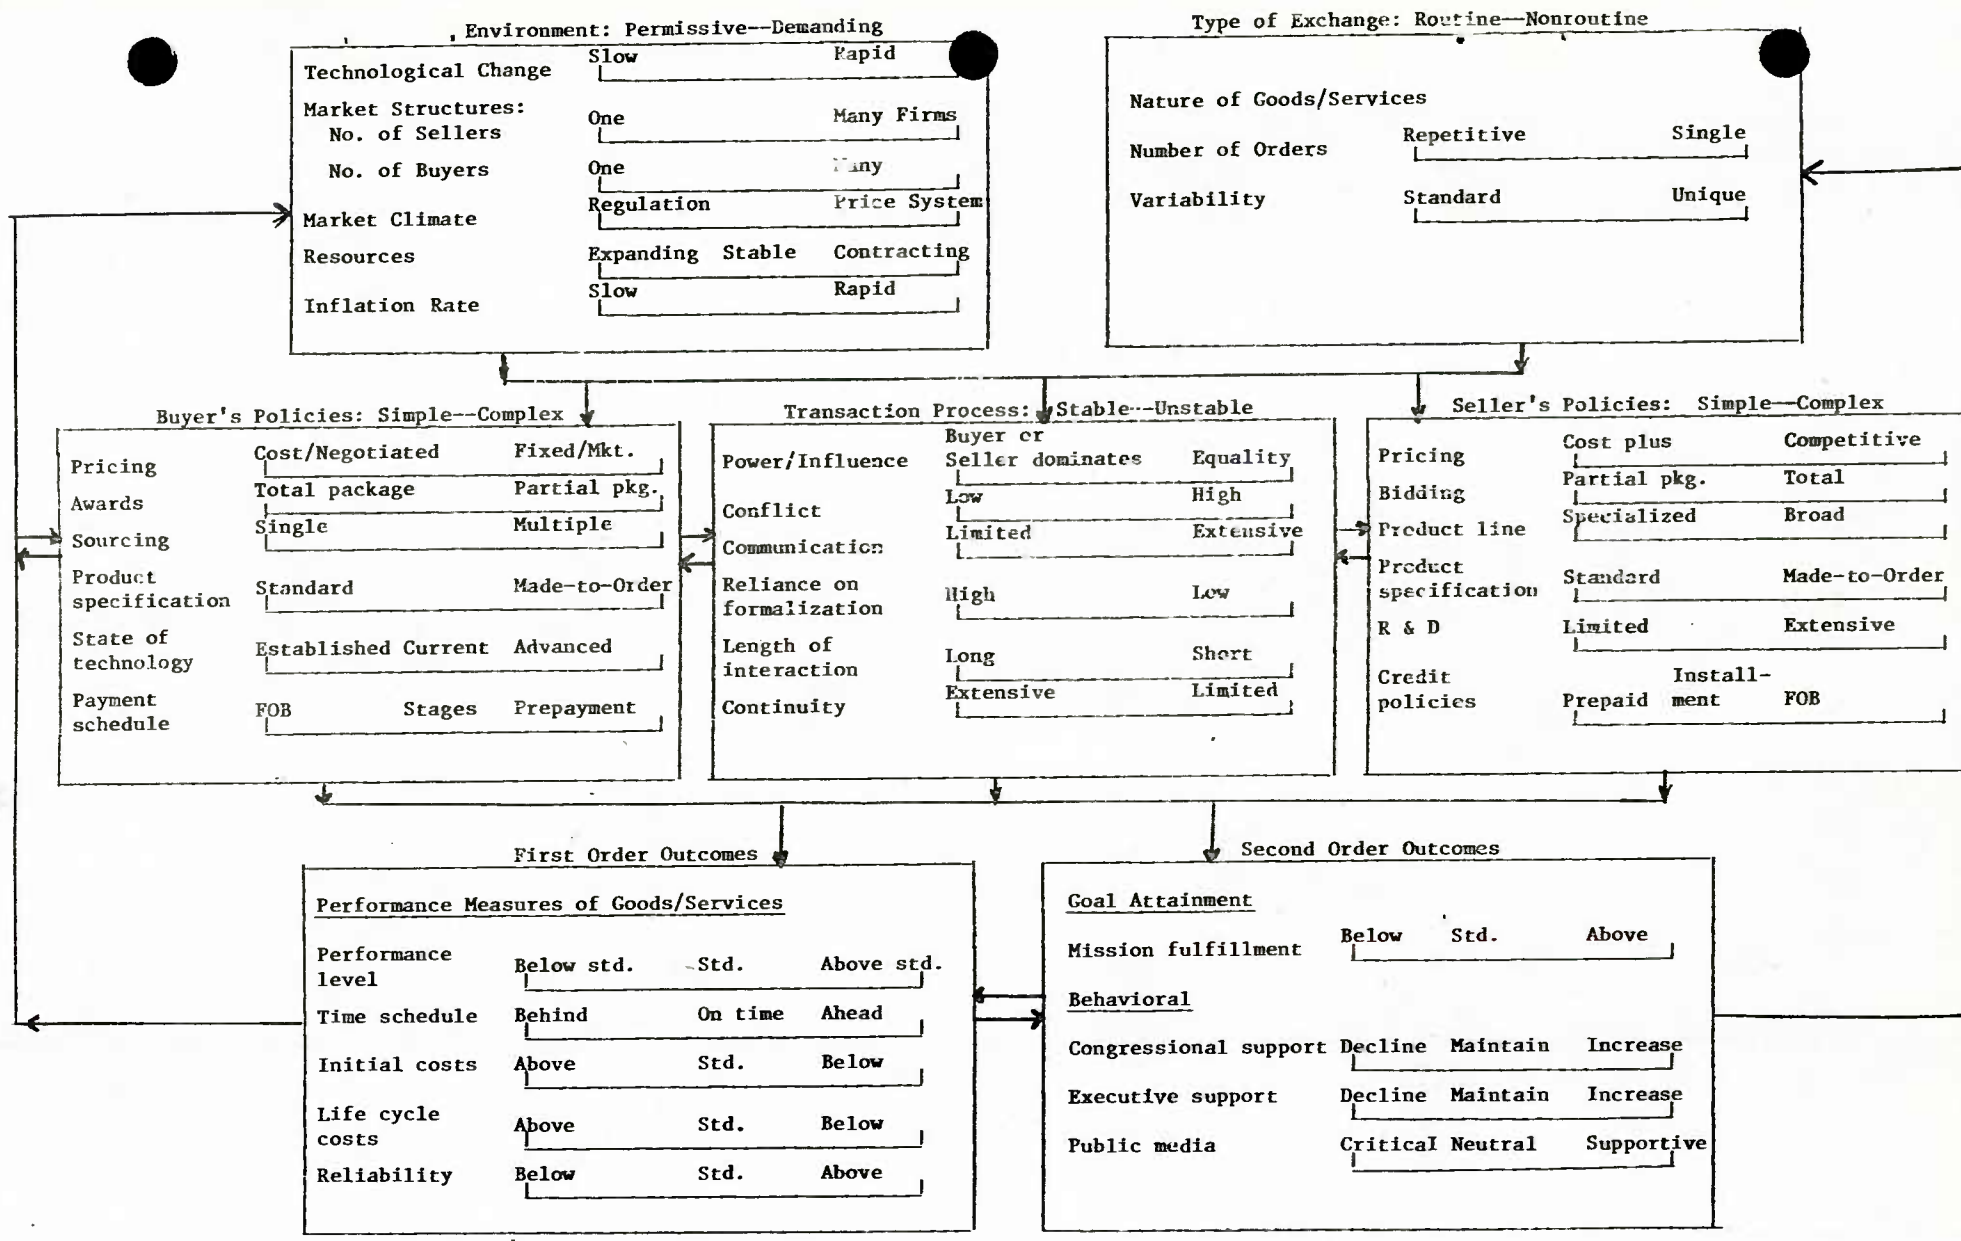 Environment: Permissive--Demanding
Technological Change Slow Rapid
Market Structures:
No. of Sellers One Many Firms
No. of Buyers One Many
Market Climate Regulation Price System
Resources Expanding Stable Contracting
Inflation Rate Slow Rapid
Type of Exchange: Routine--Nonroutine
Nature of Goods/Services
Number of Orders Repetitive Single
Variability Standard Unique
Buyer's Policies: Simple--Complex
Pricing Cost/Negotiated Fixed/Mkt.
Awards Total package Partial pkg.
Sourcing Single Multiple
Product
specification Standard Made-to-Order
State of
technology Established Current Advanced
Payment
schedule FOB Stages Prepayment
Transaction Process: Stable--Unstable
Buyer or
Power/Influence Seller dominates Equality
Conflict Low High
Communication Limited Extensive
Reliance on
formalization High Low
Length of
interaction Long Short
Continuity Extensive Limited
Seller's Policies: Simple--Complex
Pricing Cost plus Competitive
Bidding Partial pkg. Total
Product line Specialized Broad
Product
specification Standard Made-to-Order
R & D Limited Extensive
Credit Install-
policies Prepaid ment FOB
First Order Outcomes
Performance Measures of Goods/Services
Performance
level Below std. Std. Above std.
Time schedule Behind On time Ahead
Initial costs Above Std. Below
Life cycle
costs Above Std. Below
Reliability Below Std. Above
Second Order Outcomes
Goal Attainment
Mission fulfillment Below Std. Above
Behavioral
Congressional support Decline Maintain Increase
Executive support Decline Maintain Increase
Public media Critical Neutral Supportive